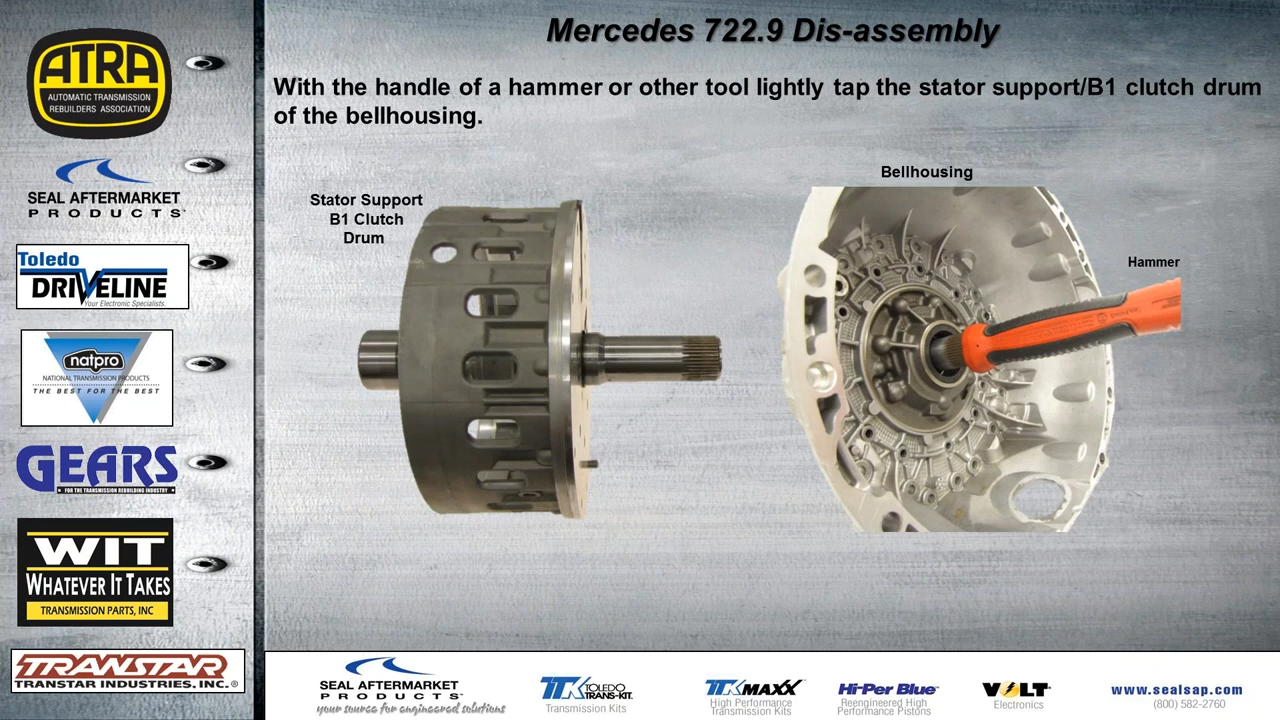 Mercedes 722.9 Dis-assembly
With the handle of a hammer or other tool lightly tap the stator support/B1 clutch drum
of the bellhousing.
Stator Support
B1 Clutch
Drum
Bellhousing
Hammer
ATRA
AUTOMATIC TRANSMISSION
REBUILDERS ASSOCIATION
SEAL AFTERMARKET
PRODUCTS
Toledo
DRIVELINE
Your Electronic Specialists.
natpro
NATIONAL TRANSMISSION PRODUCTS
THE BEST FOR THE BEST
GEARS
FOR THE TRANSMISSION REBUILDING INDUSTRY
WIT
WHATEVER IT TAKES
TRANSMISSION PARTS, INC
TRANSTAR
TRANSTAR INDUSTRIES, INC.®
SEAL AFTERMARKET
PRODUCTS
your source for engineered solutions
TTK TOLEDO
TRANS-KIT
Transmission Kits
TTK MAXX
High Performance
Transmission Kits
Hi-Per Blue
Reengineered High
Performance Pistons
VOLT
Electronics
www.sealsap.com
(800) 582-2760